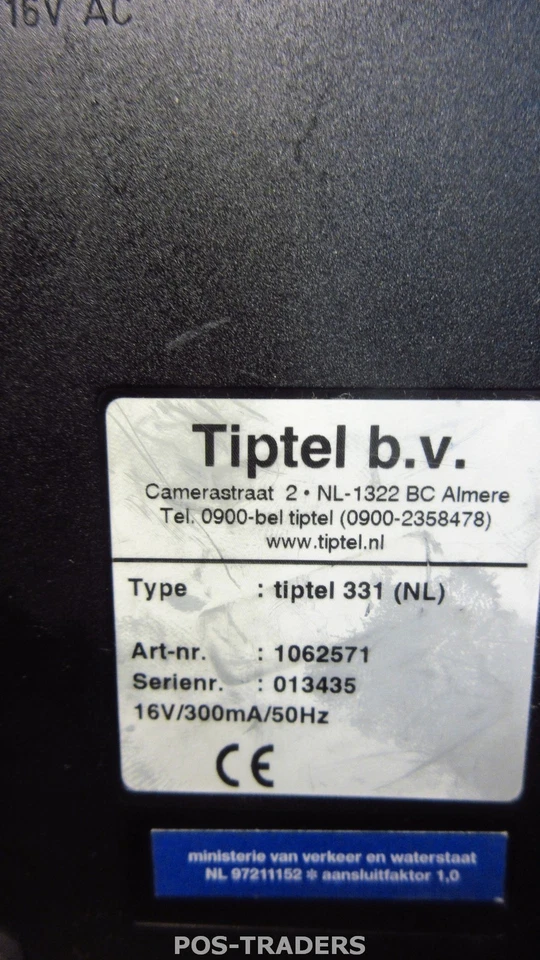 16V AC
Tiptel b.v.
Camerastraat 2 • NL-1322 BC Almere
Tel. 0900-bel tiptel (0900-2358478)
www.tiptel.nl
Type : tiptel 331 (NL)
Art-nr. : 1062571
Serienr. : 013435
16V/300mA/50Hz
CE
ministerie van verkeer en waterstaat
NL 97211152 ✻ aansluitfaktor 1,0
POS-TRADERS